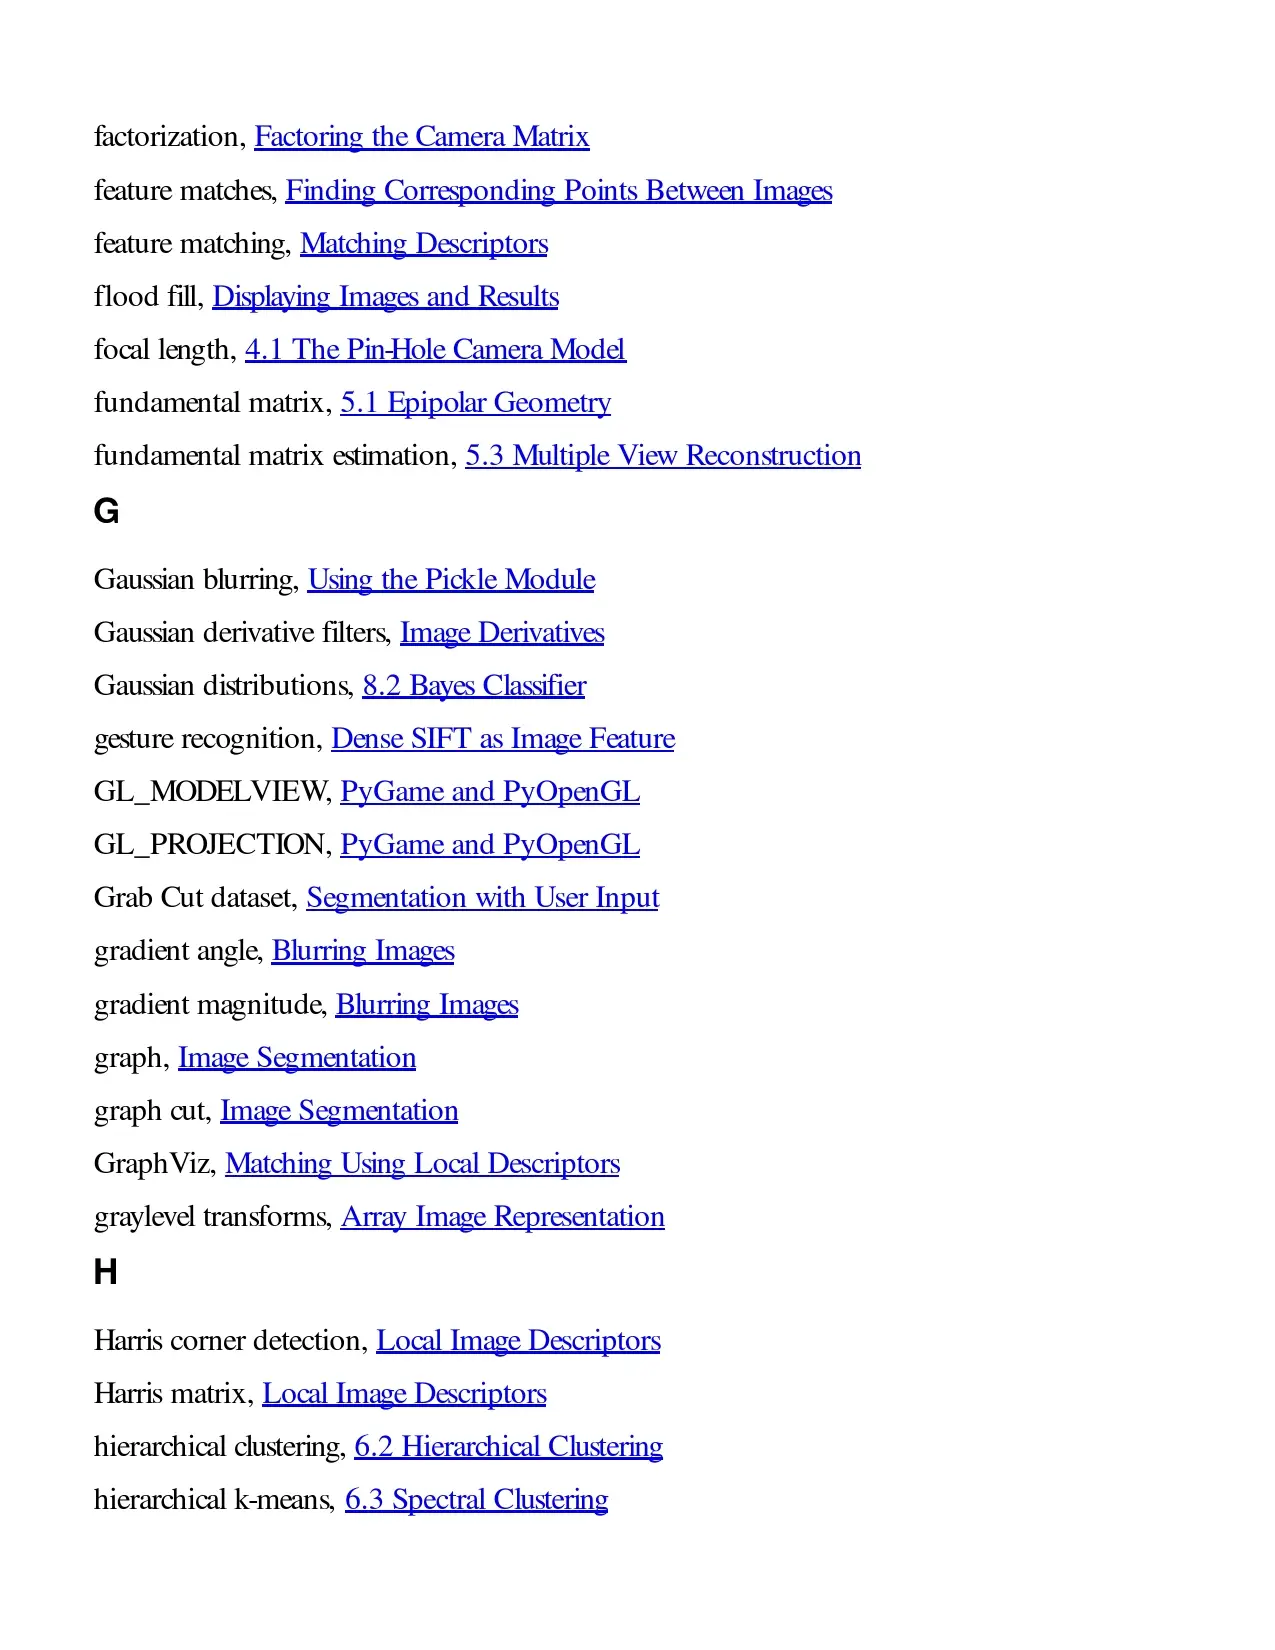 factorization, Factoring the Camera Matrix
feature matches, Finding Corresponding Points Between Images
feature matching, Matching Descriptors
flood fill, Displaying Images and Results
focal length, 4.1 The Pin-Hole Camera Model
fundamental matrix, 5.1 Epipolar Geometry
fundamental matrix estimation, 5.3 Multiple View Reconstruction
G
Gaussian blurring, Using the Pickle Module
Gaussian derivative filters, Image Derivatives
Gaussian distributions, 8.2 Bayes Classifier
gesture recognition, Dense SIFT as Image Feature
GL_MODELVIEW, PyGame and PyOpenGL
GL_PROJECTION, PyGame and PyOpenGL
Grab Cut dataset, Segmentation with User Input
gradient angle, Blurring Images
gradient magnitude, Blurring Images
graph, Image Segmentation
graph cut, Image Segmentation
GraphViz, Matching Using Local Descriptors
graylevel transforms, Array Image Representation
H
Harris corner detection, Local Image Descriptors
Harris matrix, Local Image Descriptors
hierarchical clustering, 6.2 Hierarchical Clustering
hierarchical k-means, 6.3 Spectral Clustering